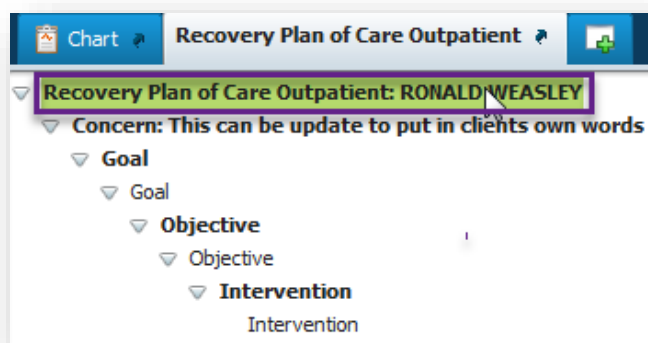 Chart Recovery Plan of Care Outpatient
Recovery Plan of Care Outpatient: RONALD WEASLEY
Concern: This can be update to put in clients own words
Goal
Goal
Objective
Objective
Intervention
Intervention